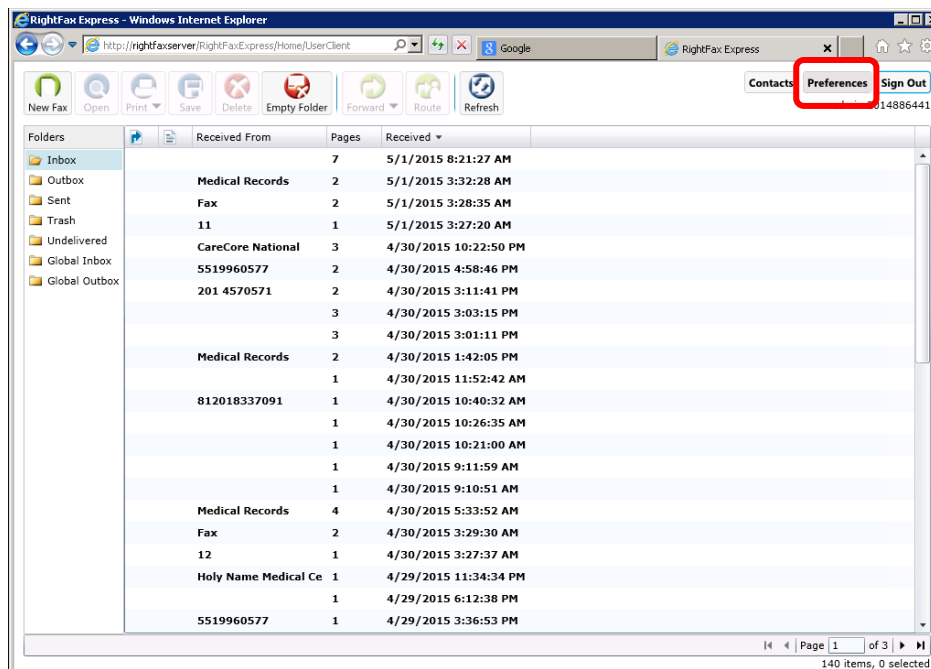 RightFax Express - Windows Internet Explorer
http://rightfaxserver/RightFaxExpress/Home/UserClient Google RightFax Express
New Fax Open Print Save Delete Empty Folder Forward Route Refresh
Contacts Preferences Sign Out
014886441
Folders Received From Pages Received
Inbox 7 5/1/2015 8:21:27 AM
Outbox Medical Records 2 5/1/2015 3:32:28 AM
Sent Fax 2 5/1/2015 3:28:35 AM
Trash 11 1 5/1/2015 3:27:20 AM
Undelivered CareCore National 3 4/30/2015 10:22:50 PM
Global Inbox 5519960577 2 4/30/2015 4:58:46 PM
Global Outbox 201 4570571 2 4/30/2015 3:11:41 PM
3 4/30/2015 3:03:15 PM
3 4/30/2015 3:01:11 PM
Medical Records 2 4/30/2015 1:42:05 PM
1 4/30/2015 11:52:42 AM
812018337091 1 4/30/2015 10:40:32 AM
1 4/30/2015 10:26:35 AM
1 4/30/2015 10:21:00 AM
1 4/30/2015 9:11:59 AM
1 4/30/2015 9:10:51 AM
Medical Records 4 4/30/2015 5:33:52 AM
Fax 2 4/30/2015 3:29:30 AM
12 1 4/30/2015 3:27:37 AM
Holy Name Medical Ce 1 4/29/2015 11:34:34 PM
1 4/29/2015 6:12:38 PM
5519960577 1 4/29/2015 3:36:53 PM
Page 1 of 3
140 items, 0 selected